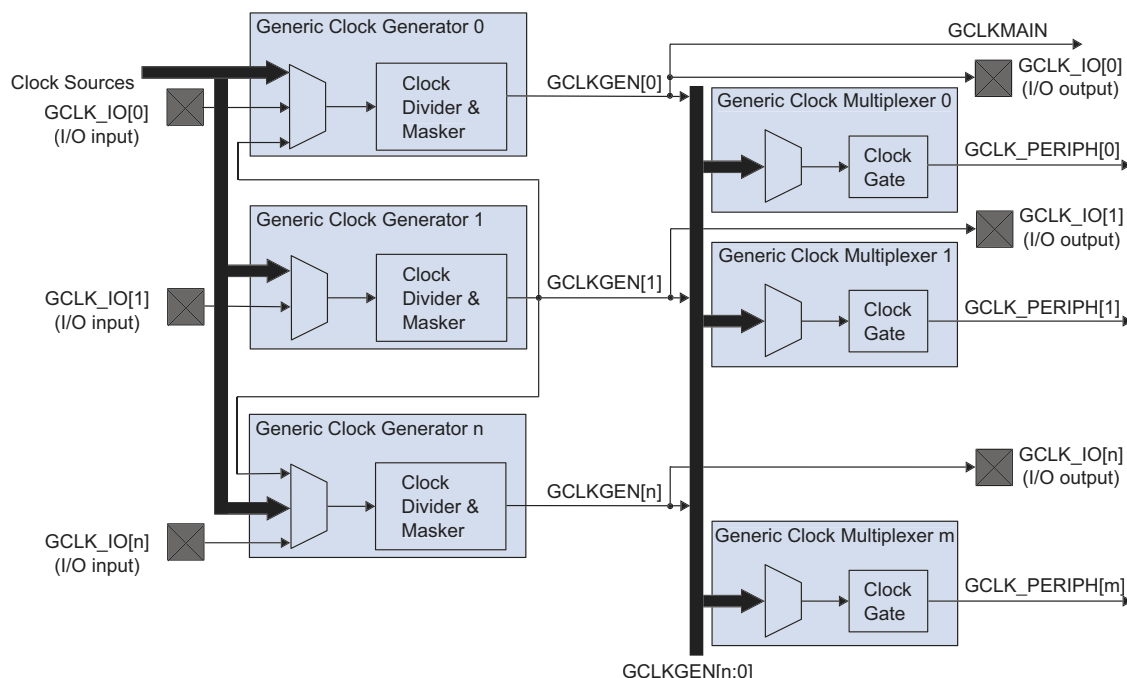 Generic Clock Generator 0
Clock Sources
GCLK_IO[0]
(I/O input)
Clock
Divider &
Masker
GCLKGEN[0]
GCLKMAIN
GCLK_IO[0]
(I/O output)
Generic Clock Multiplexer 0
Clock
Gate
GCLK_PERIPH[0]
Generic Clock Generator 1
GCLK_IO[1]
(I/O input)
Clock
Divider &
Masker
GCLKGEN[1]
GCLK_IO[1]
(I/O output)
Generic Clock Multiplexer 1
Clock
Gate
GCLK_PERIPH[1]
Generic Clock Generator n
GCLK_IO[n]
(I/O input)
Clock
Divider &
Masker
GCLKGEN[n]
GCLK_IO[n]
(I/O output)
Generic Clock Multiplexer m
Clock
Gate
GCLK_PERIPH[m]
GCLKGEN[n:0]